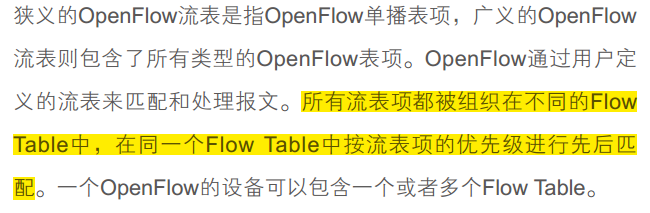 狭义的OpenFlow流表是指OpenFlow单播表项，广义的OpenFlow
流表则包含了所有类型的OpenFlow表项。OpenFlow通过用户定
义的流表来匹配和处理报文。所有流表项都被组织在不同的Flow
Table中，在同一个Flow Table中按流表项的优先级进行先后匹
配。一个OpenFlow的设备可以包含一个或者多个Flow Table。